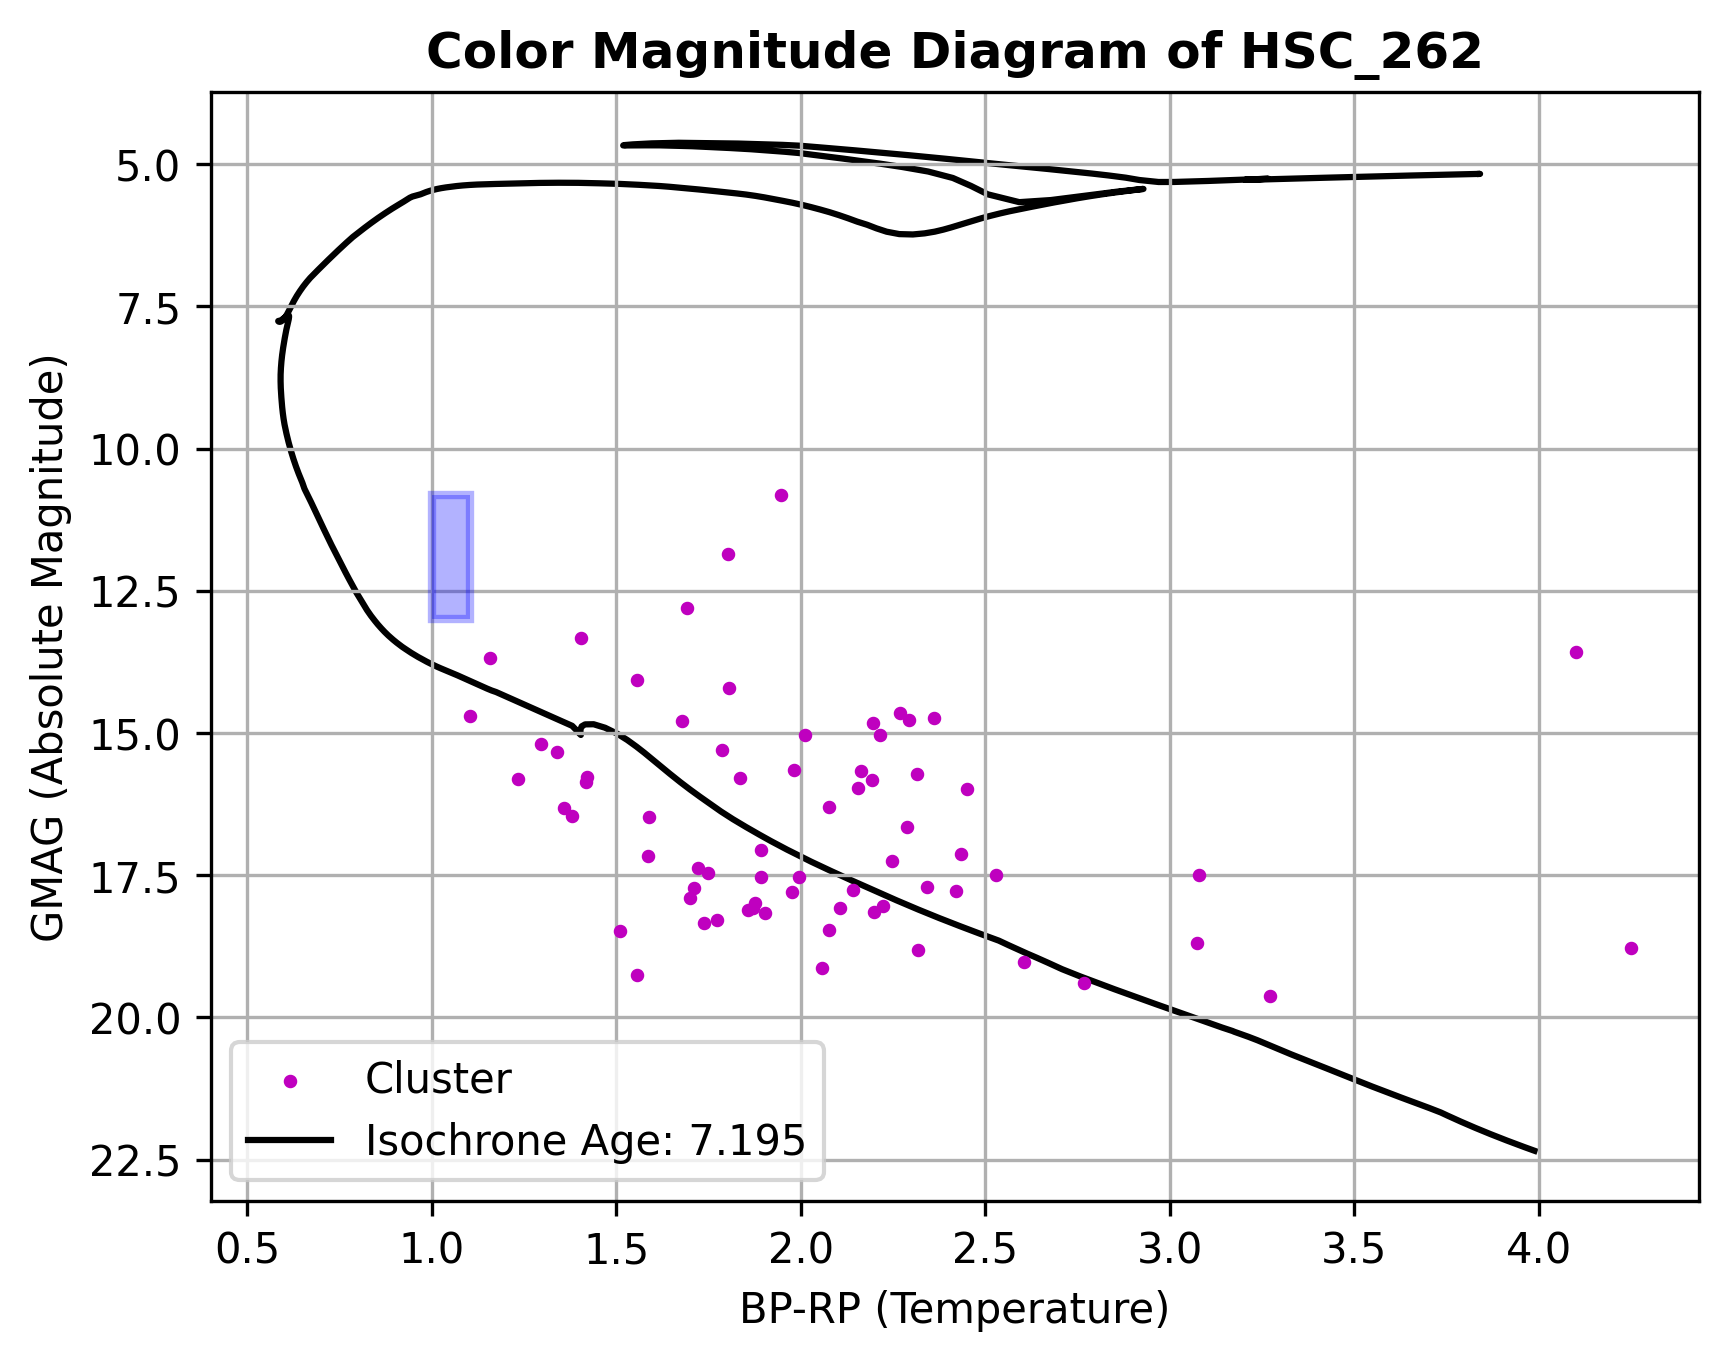 Color Magnitude Diagram of HSC_262
GMAG (Absolute Magnitude)
5.0
7.5
10.0
12.5
15.0
17.5
20.0
22.5
Cluster
Isochrone Age: 7.195
0.5 1.0 1.5 2.0 2.5 3.0 3.5 4.0
BP-RP (Temperature)